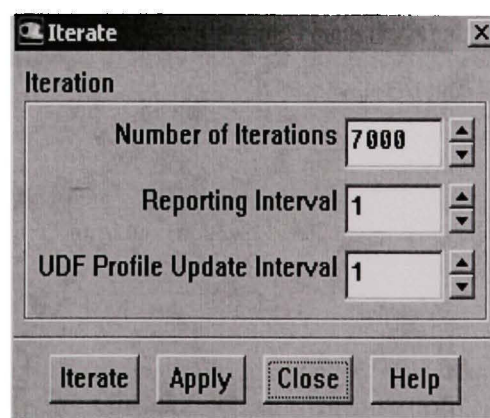 Iterate
Iteration
Number of Iterations 7000
Reporting Interval 1
UDF Profile Update Interval 1
Iterate Apply Close Help